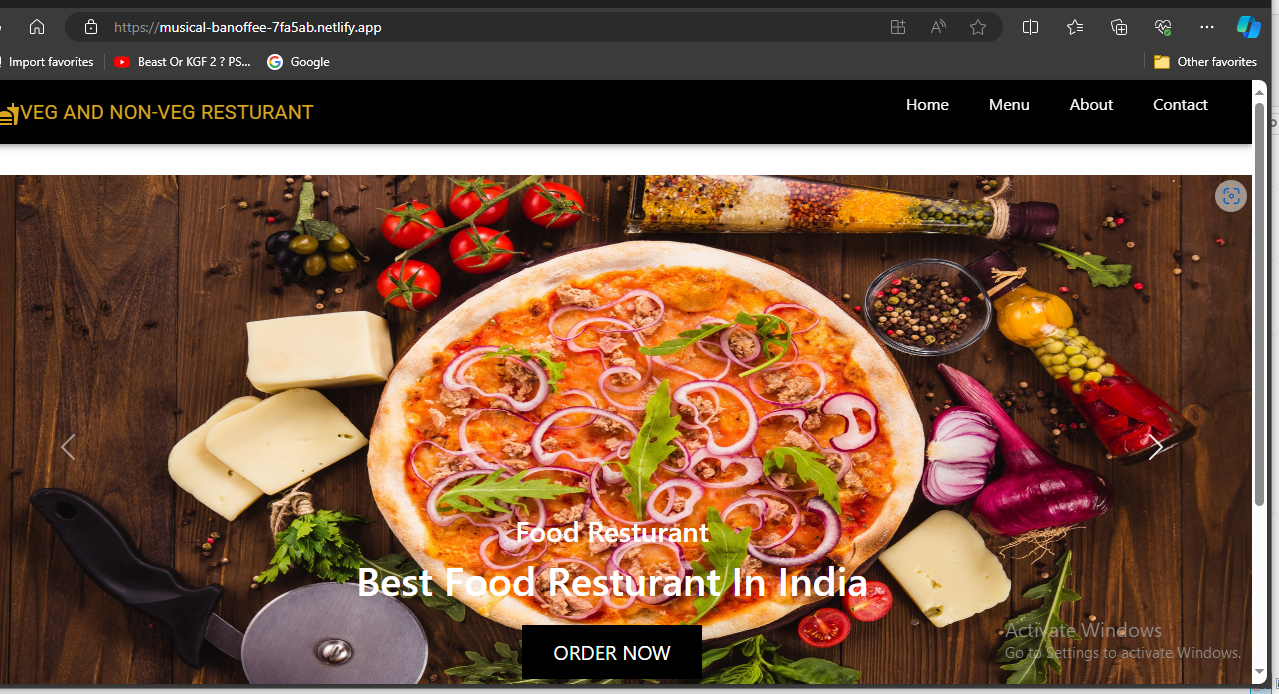 https://musical-banoffee-7fa5ab.netlify.app
Import favorites
Beast Or KGF 2 ? PS...
Google
Other favorites
VEG AND NON-VEG RESTURANT
Home
Menu
About
Contact
Food Resturant
Best Food Resturant In India
ORDER NOW
Activate Windows
Go to Settings to activate Windows.